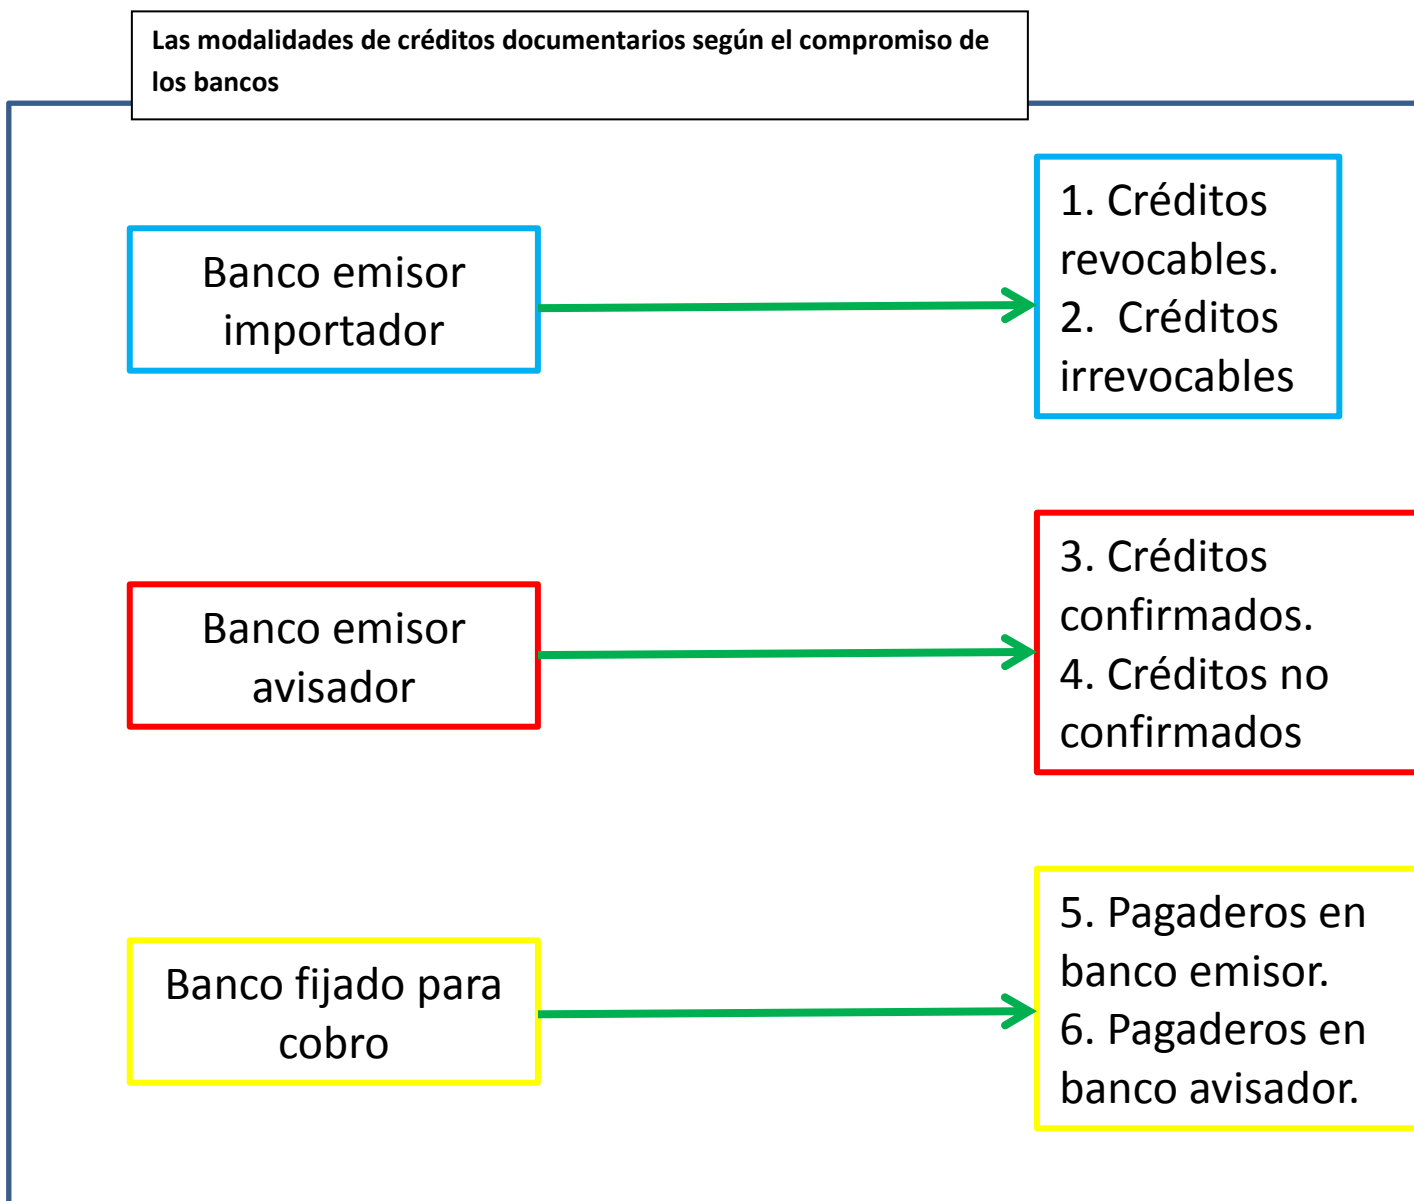 Las modalidades de créditos documentarios según el compromiso de
los bancos
Banco emisor
importador
1. Créditos
revocables.
2. Créditos
irrevocables
Banco emisor
avisador
3. Créditos
confirmados.
4. Créditos no
confirmados
Banco fijado para
cobro
5. Pagaderos en
banco emisor.
6. Pagaderos en
banco avisador.